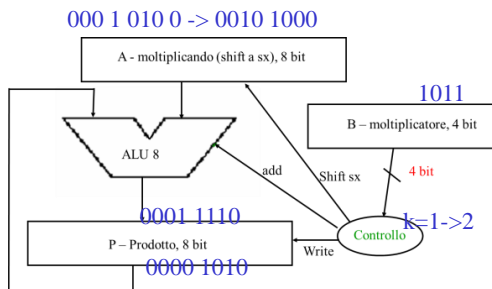 000 1 010 0 -> 0010 1000
A - moltiplicando (shift a sx), 8 bit
1011
B – moltiplicatore, 4 bit
ALU 8
4 bit
add
Shift sx
0001 1110
k=1->2
Controllo
P – Prodotto, 8 bit
Write
0000 1010